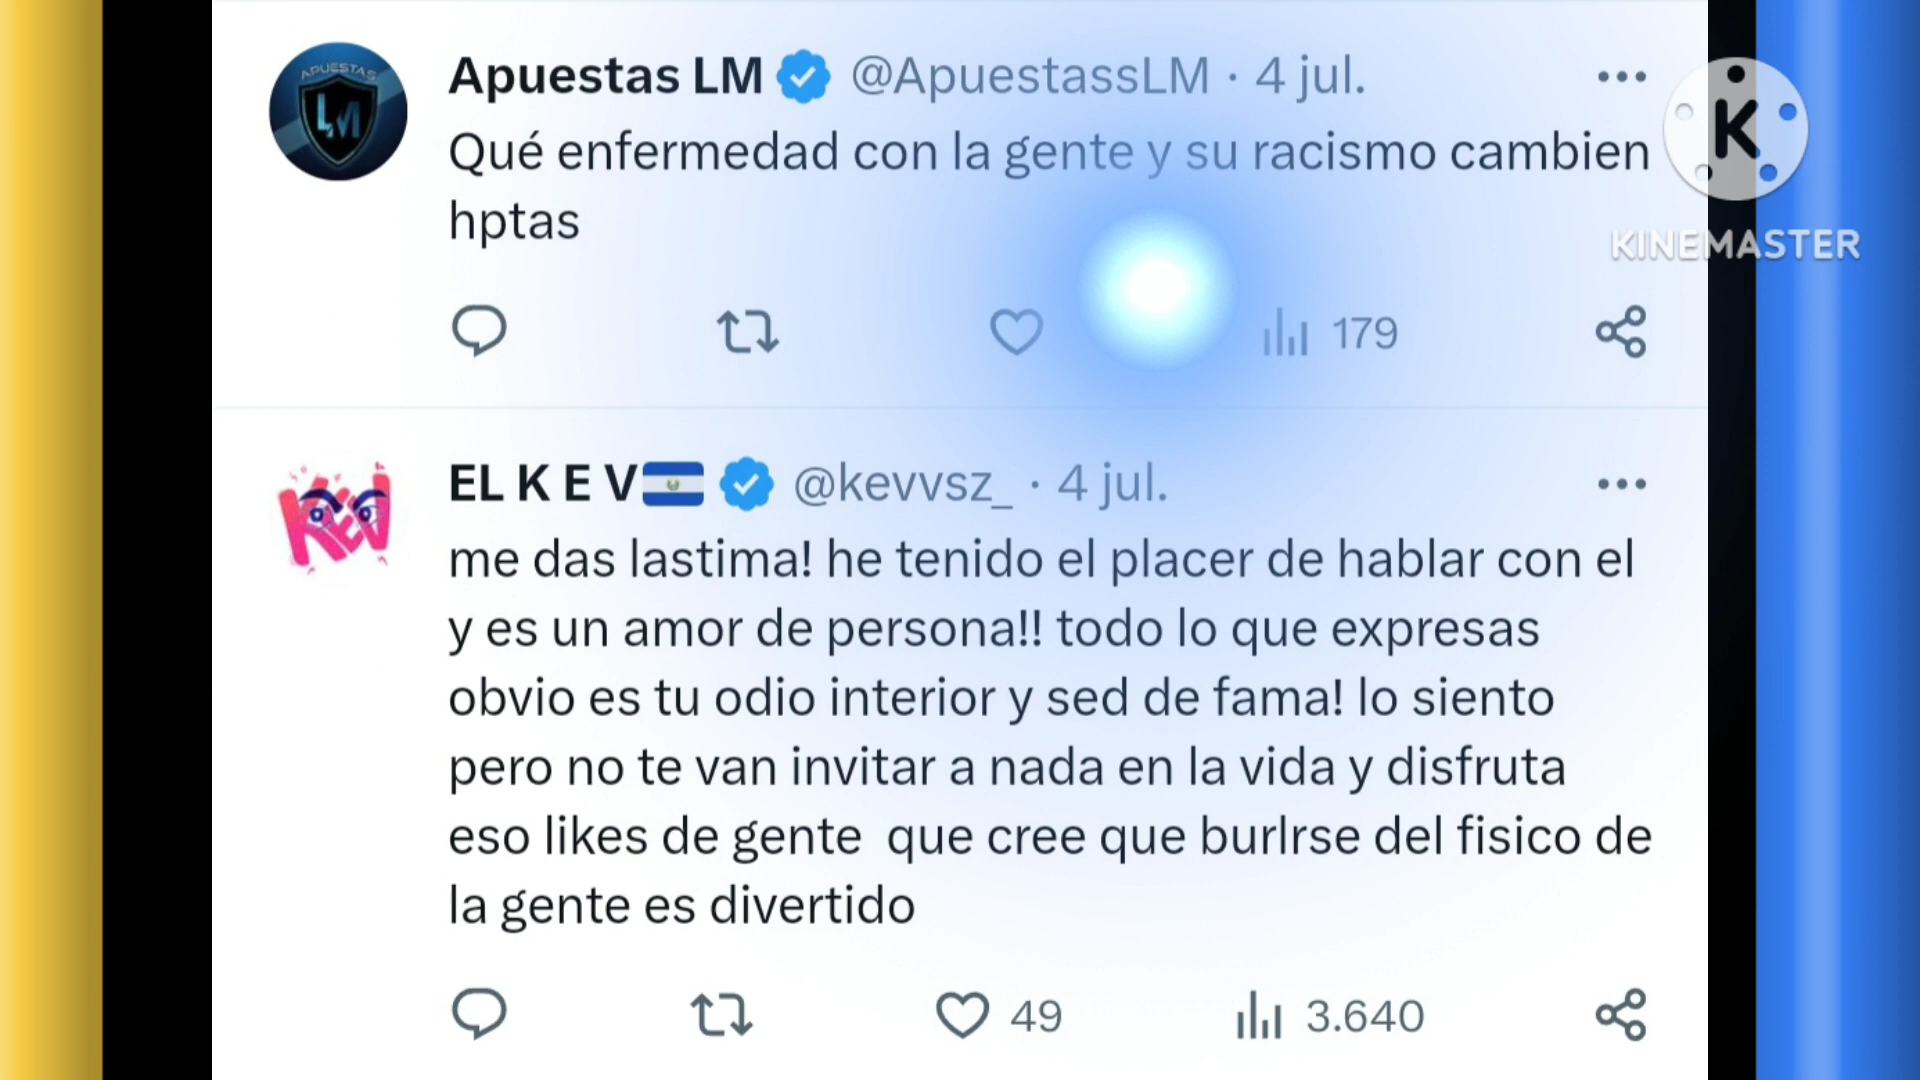 APUESTAS
LM
Apuestas LM @ApuestassLM · 4 jul.
Qué enfermedad con la gente y su racismo cambien
hptas
179
K
KINEMASTER
KEV
EL K E V @kevvsz_ · 4 jul.
me das lastima! he tenido el placer de hablar con el
y es un amor de persona!! todo lo que expresas
obvio es tu odio interior y sed de fama! lo siento
pero no te van invitar a nada en la vida y disfruta
eso likes de gente  que cree que burlrse del fisico de
la gente es divertido
49 3.640